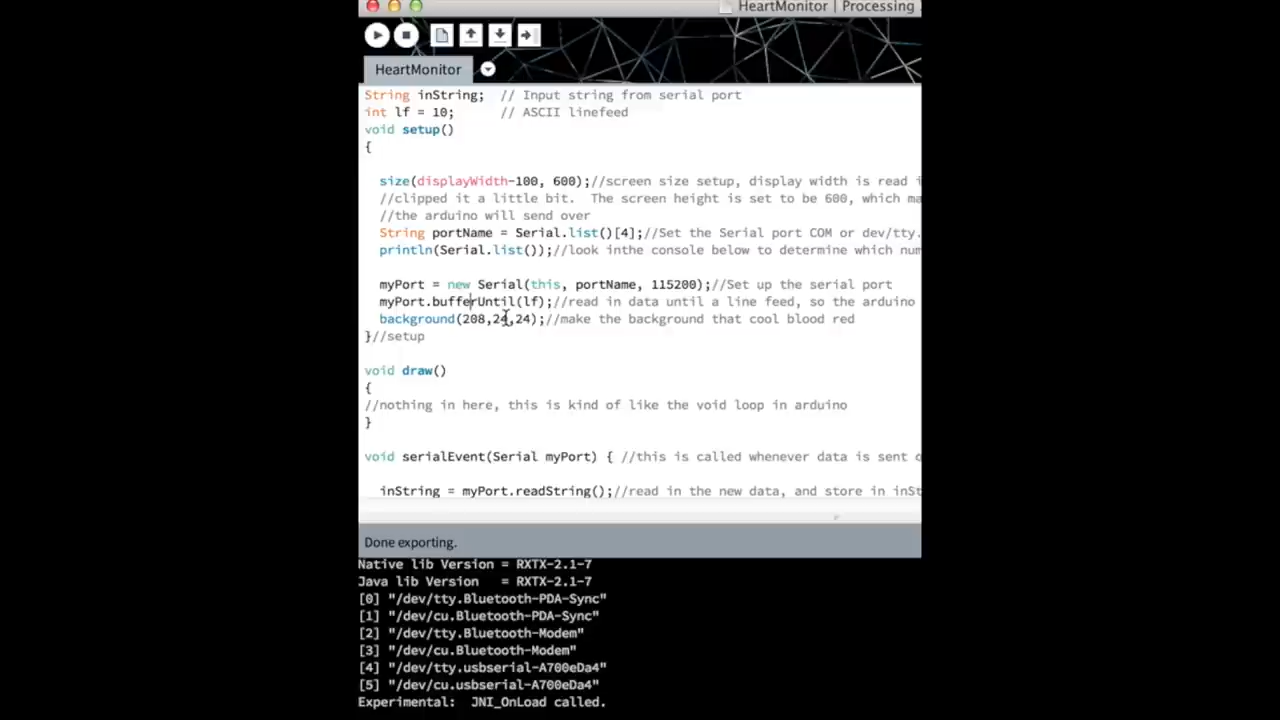 HeartMonitor | Processing
HeartMonitor
String inString;  // Input string from serial port
int lf = 10;      // ASCII linefeed
void setup()
{
size(displayWidth-100, 600);//screen size setup, display width is read
//clipped it a little bit.  The screen height is set to be 600, which
//the arduino will send over
String portName = Serial.list()[4];//Set the Serial port COM or dev/tty.
println(Serial.list());//look inthe console below to determine which
myPort = new Serial(this, portName, 115200);//Set up the serial port
myPort.bufferUntil(lf);//read in data until a line feed, so the arduino
background(208,24,24);//make the background that cool blood red
}//setup
void draw()
{
//nothing in here, this is kind of like the void loop in arduino
}
void serialEvent(Serial myPort) { //this is called whenever data is sent
inString = myPort.readString();//read in the new data, and store in
Done exporting.
Native lib Version = RXTX-2.1-7
Java lib Version   = RXTX-2.1-7
[0] "/dev/tty.Bluetooth-PDA-Sync"
[1] "/dev/cu.Bluetooth-PDA-Sync"
[2] "/dev/tty.Bluetooth-Modem"
[3] "/dev/cu.Bluetooth-Modem"
[4] "/dev/tty.usbserial-A700eDa4"
[5] "/dev/cu.usbserial-A700eDa4"
Experimental:  JNI_OnLoad called.